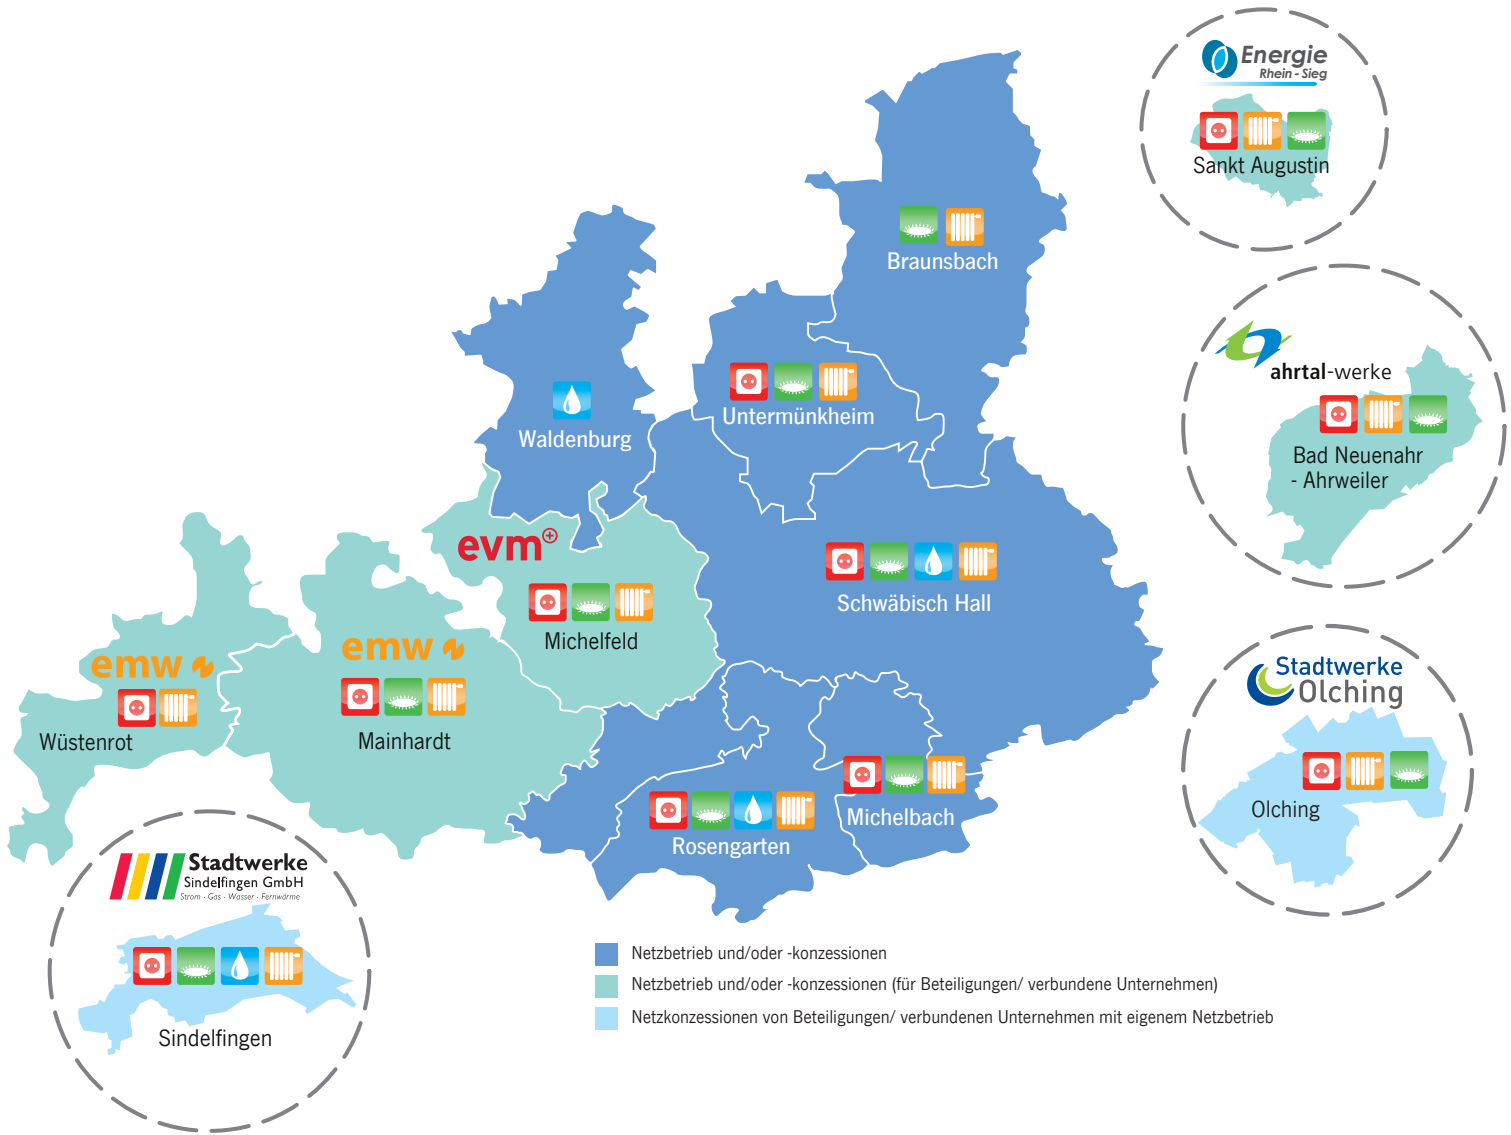 Energie
Rhein - Sieg
Sankt Augustin
Braunsbach
ahrtal-werke
Bad Neuenahr
- Ahrweiler
Untermünkheim
Waldenburg
evm
Schwäbisch Hall
Michelfeld
emw
emw
Stadtwerke
Olching
Wüstenrot
Mainhardt
Olching
Michelbach
Rosengarten
Stadtwerke
Sindelfingen GmbH
Strom · Gas · Wasser · Fernwärme
Sindelfingen
Netzbetrieb und/oder -konzessionen
Netzbetrieb und/oder -konzessionen (für Beteiligungen/ verbundene Unternehmen)
Netzkonzessionen von Beteiligungen/ verbundenen Unternehmen mit eigenem Netzbetrieb